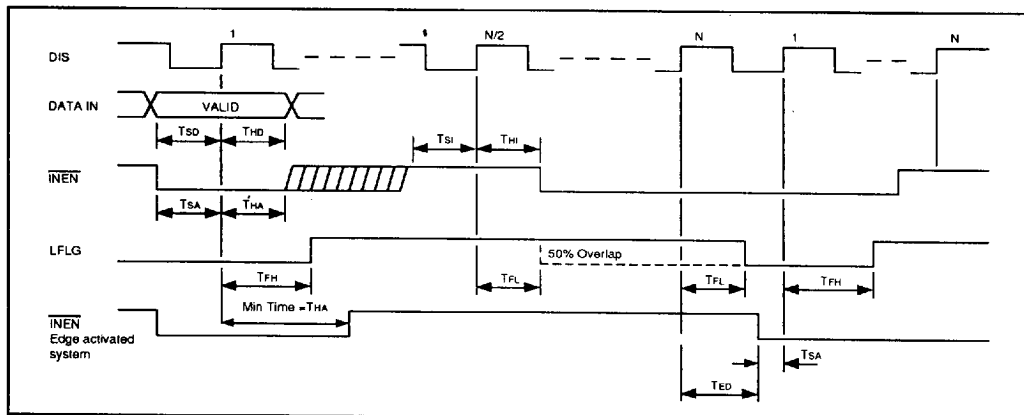 1 N/2 N 1 N
DIS
DATA IN VALID
TSD THD TSI THI
INEN
TSA THA
LFLG 50% Overlap
TFH TFL TFL TFH
Min Time =THA
INEN
Edge activated
system
TSA
TED